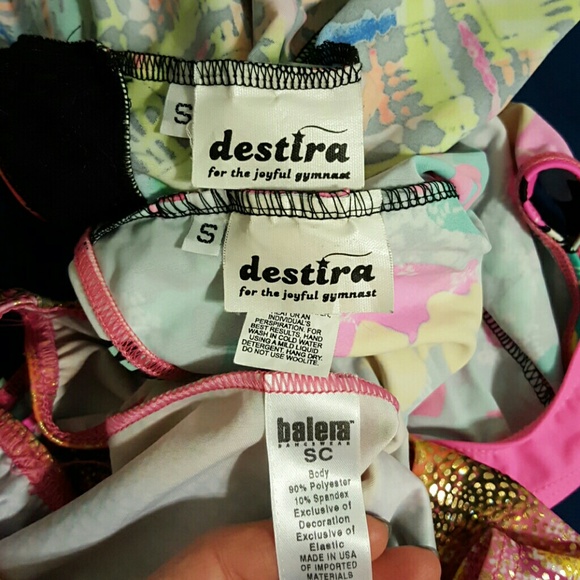 S
destira
for the joyful gymnast
S
destira
for the joyful gymnast
INDIVIDUAL'S
PERSPIRATION. FOR
BEST RESULTS, HAND
WASH IN COLD WATER
USING A MILD LIQUID
DETERGENT. HANG DRY.
DO NOT USE WOOLITE.
balera™
DANCEWEAR
SC
Body
90% Polyester
10% Spandex
Exclusive of
Decoration
Exclusive of
Elastic
MADE IN USA
OF IMPORTED
MATERIALS